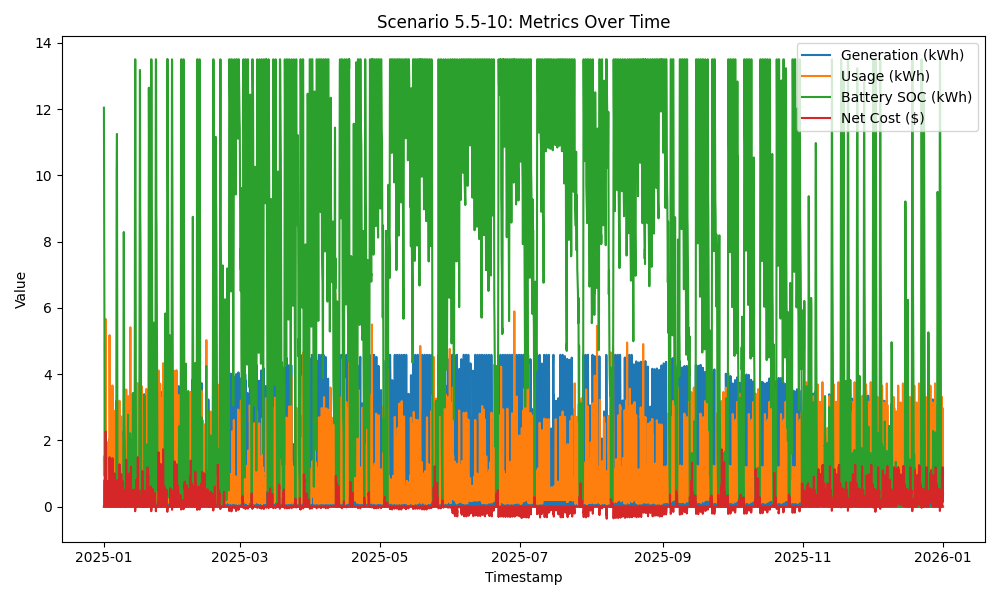 Scenario 5.5-10: Metrics Over Time
Generation (kWh)
Usage (kWh)
Battery SOC (kWh)
Net Cost ($)
Value
14
12
10
8
6
4
2
0
2025-01
2025-03
2025-05
2025-07
2025-09
2025-11
2026-01
Timestamp